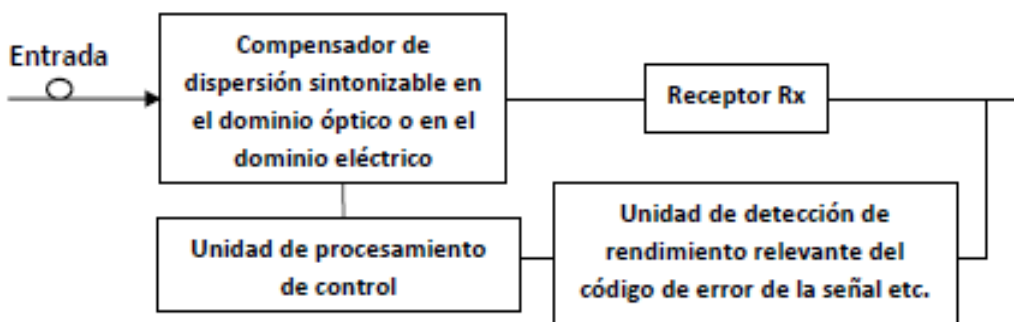 Entrada
Compensador de
dispersión sintonizable en
el dominio óptico o en el
dominio eléctrico
Receptor Rx
Unidad de procesamiento
de control
Unidad de detección de
rendimiento relevante del
código de error de la señal etc.